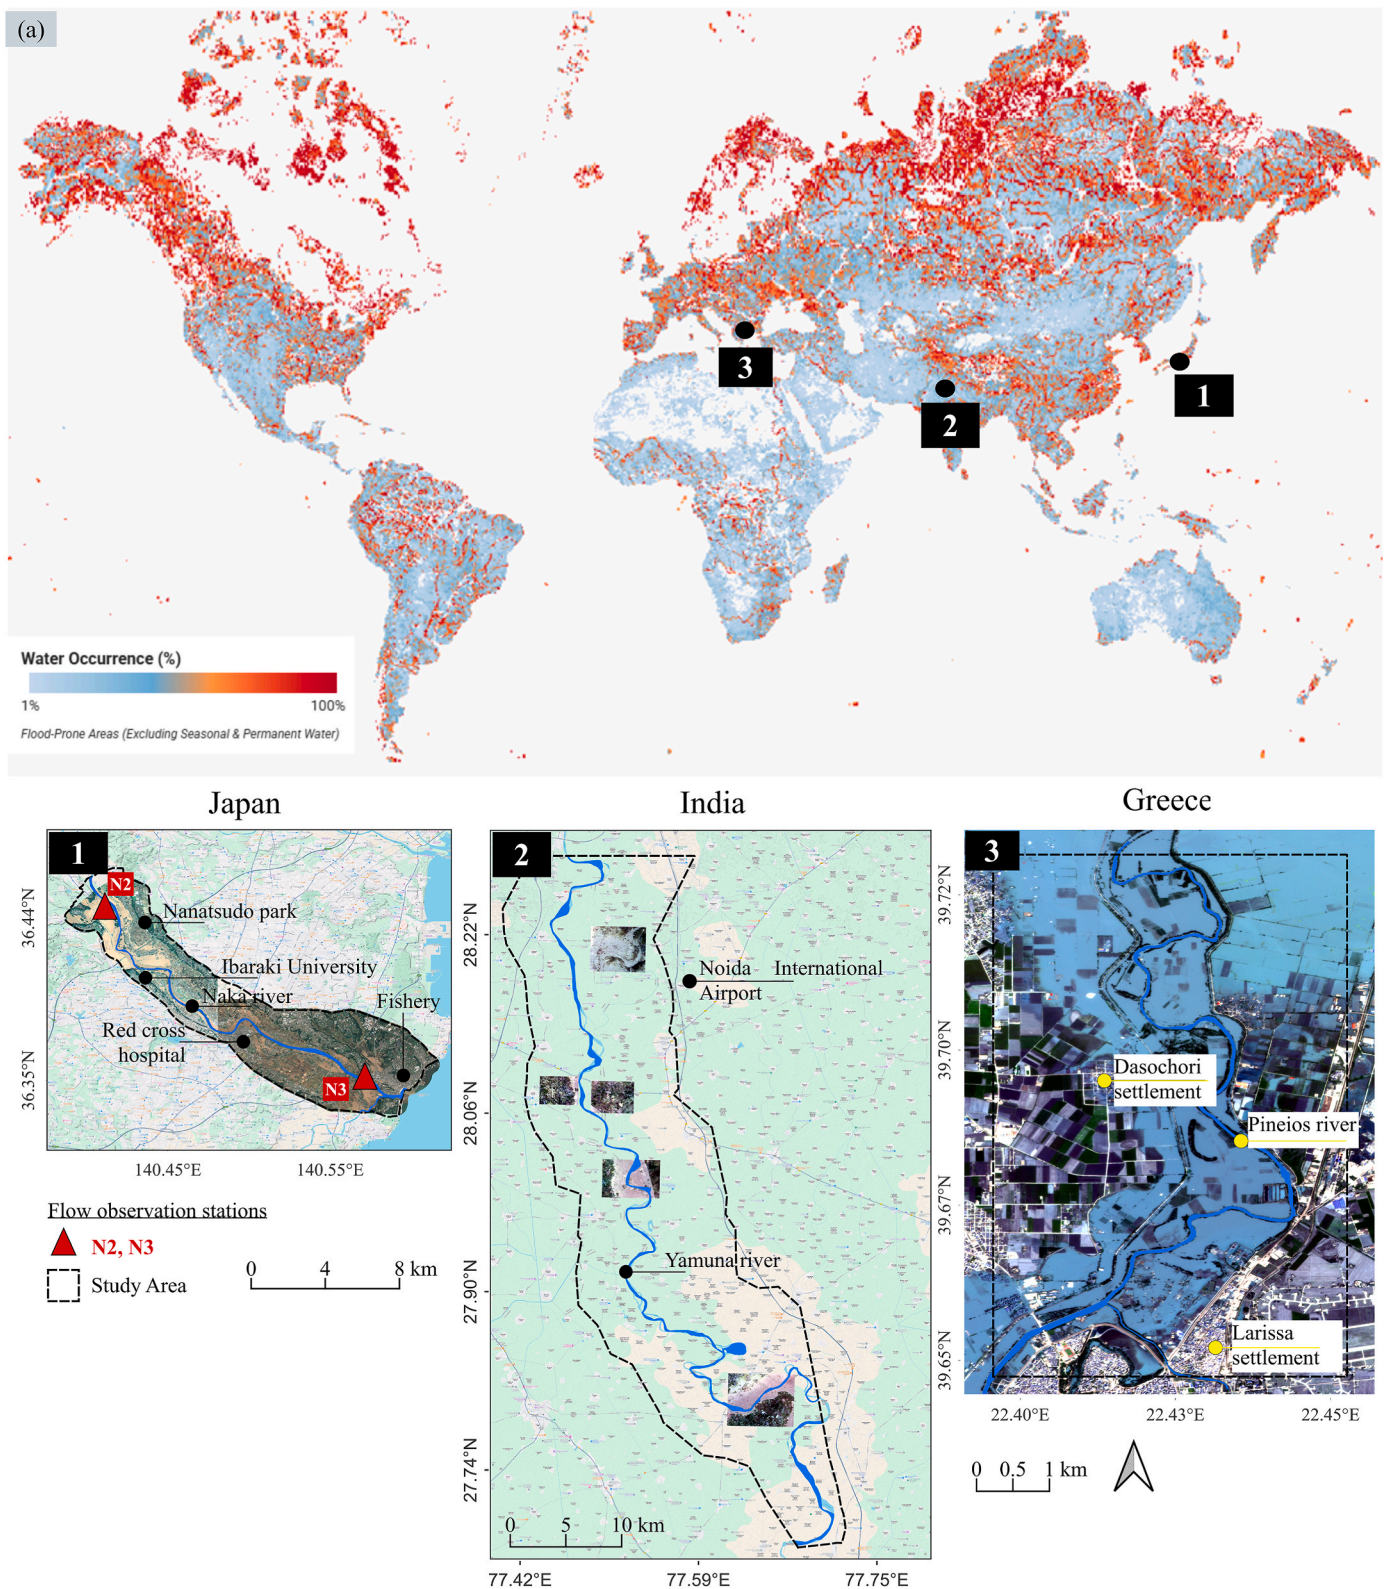 (a)
3
2
1
Water Occurrence (%)
1% 100%
Flood-Prone Areas (Excluding Seasonal & Permanent Water)
Japan
1
N2
Nanatsudo park
Ibaraki University
Naka river
Fishery
Red cross
hospital
N3
36.44°N
36.35°N
140.45°E 140.55°E
Flow observation stations
N2, N3
Study Area
0 4 8 km
India
2
Noida International
Airport
Yamuna river
28.22°N
28.06°N
27.90°N
27.74°N
0 5 10 km
77.42°E 77.59°E 77.75°E
Greece
3
Dasochori
settlement
Pineios river
Larissa
settlement
39.72°N
39.70°N
39.67°N
39.65°N
22.40°E 22.43°E 22.45°E
0 0.5 1 km